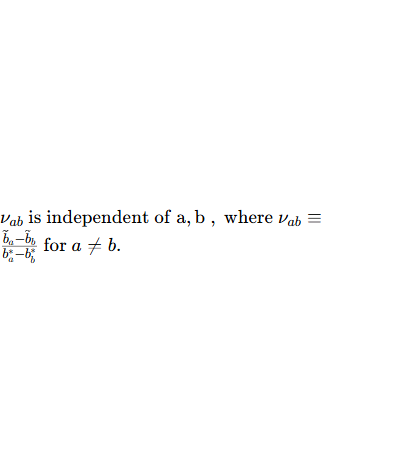 $\nu_{ab}$ is independent of a, b , where $\nu_{ab} \equiv$
$\frac{\tilde{b}_a - \tilde{b}_b}{b_a^* - b_b^*}$ for $a \neq b$.